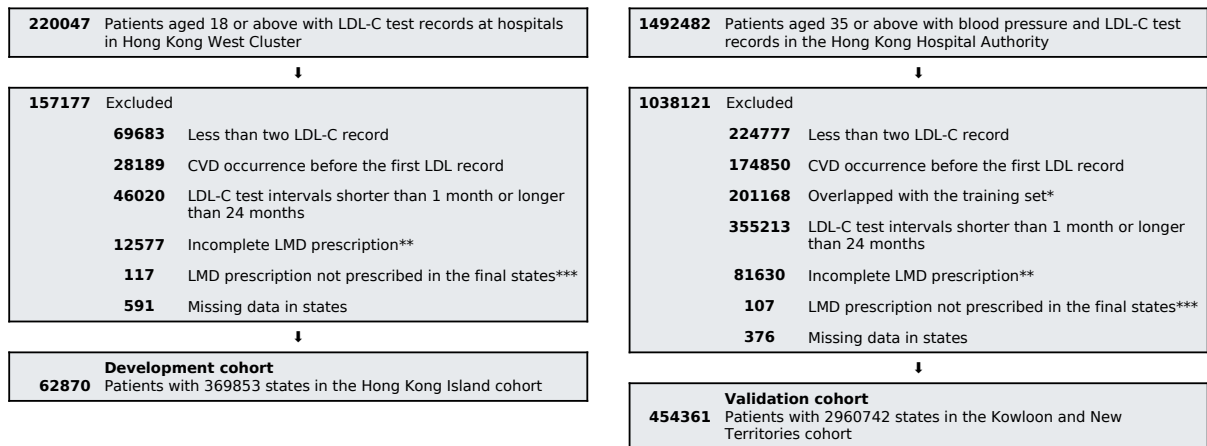 220047 Patients aged 18 or above with LDL-C test records at hospitals
in Hong Kong West Cluster
⬇
157177 Excluded
69683 Less than two LDL-C record
28189 CVD occurrence before the first LDL record
46020 LDL-C test intervals shorter than 1 month or longer
than 24 months
12577 Incomplete LMD prescription**
117 LMD prescription not prescribed in the final states***
591 Missing data in states
⬇
Development cohort
62870 Patients with 369853 states in the Hong Kong Island cohort
1492482 Patients aged 35 or above with blood pressure and LDL-C test
records in the Hong Kong Hospital Authority
⬇
1038121 Excluded
224777 Less than two LDL-C record
174850 CVD occurrence before the first LDL record
201168 Overlapped with the training set*
355213 LDL-C test intervals shorter than 1 month or longer
than 24 months
81630 Incomplete LMD prescription**
107 LMD prescription not prescribed in the final states***
376 Missing data in states
⬇
Validation cohort
454361 Patients with 2960742 states in the Kowloon and New
Territories cohort